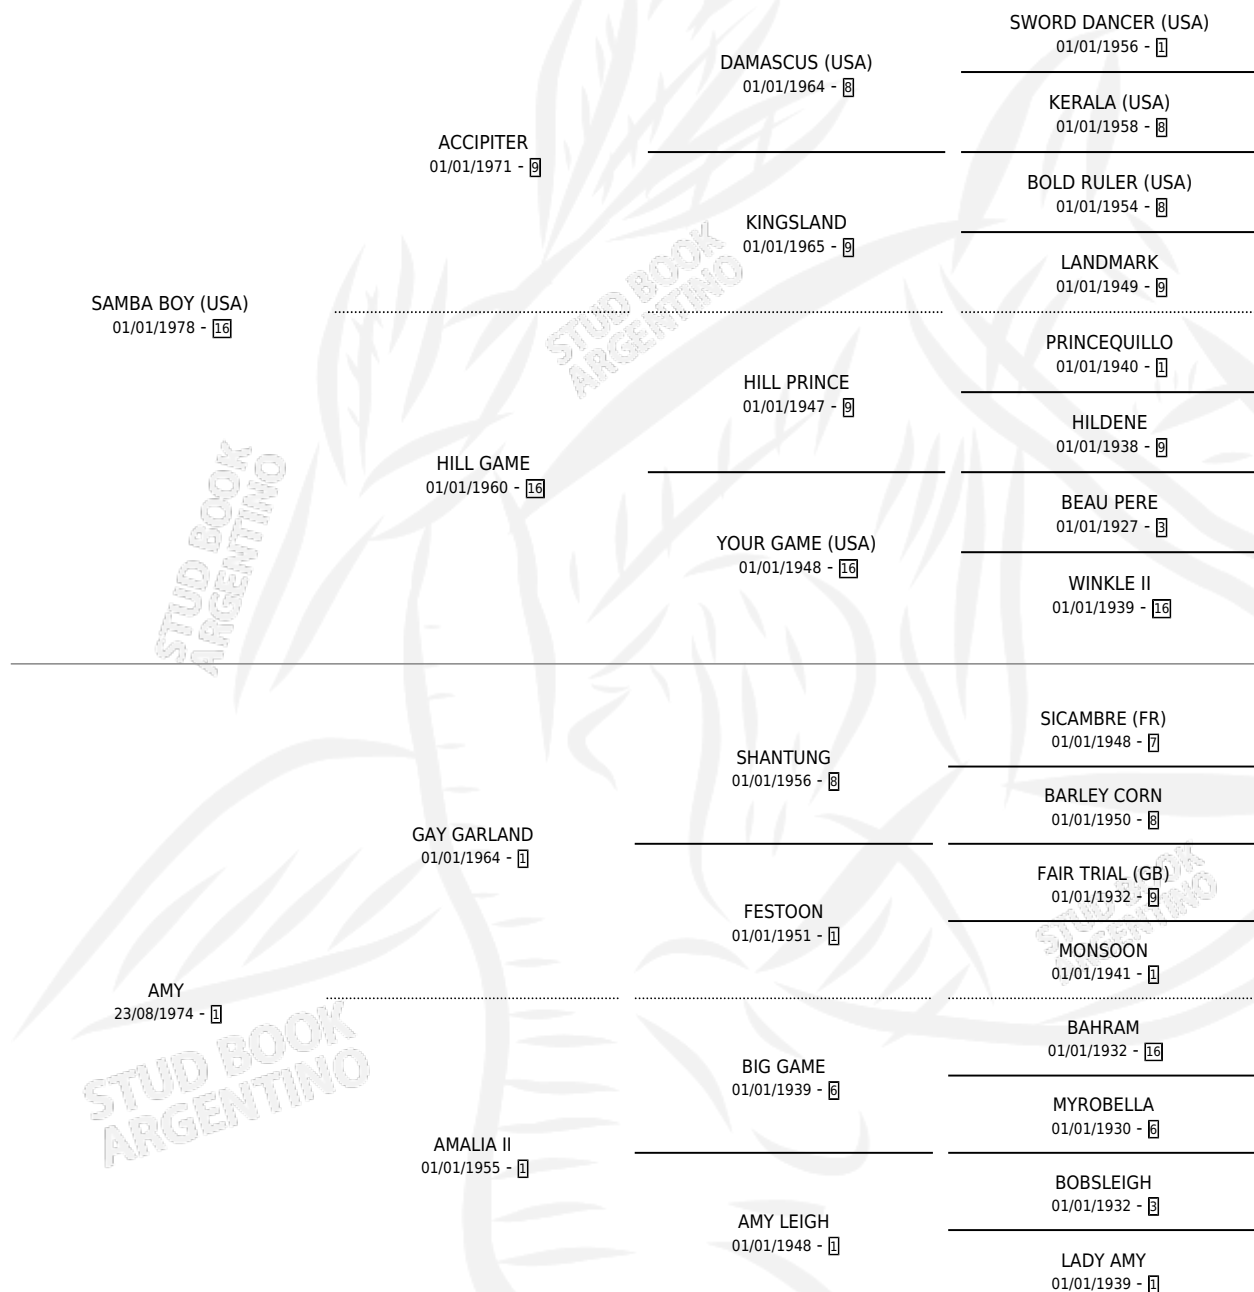 SWORD DANCER (USA)
01/01/1956 - 1
DAMASCUS (USA)
01/01/1964 - 8
KERALA (USA)
01/01/1958 - 8
ACCIPITER
01/01/1971 - 9
BOLD RULER (USA)
01/01/1954 - 8
KINGSLAND
01/01/1965 - 9
LANDMARK
01/01/1949 - 9
SAMBA BOY (USA)
01/01/1978 - 16
PRINCEQUILLO
01/01/1940 - 1
HILL PRINCE
01/01/1947 - 9
HILDENE
01/01/1938 - 9
HILL GAME
01/01/1960 - 16
BEAU PERE
01/01/1927 - 3
YOUR GAME (USA)
01/01/1948 - 16
WINKLE II
01/01/1939 - 16
SICAMBRE (FR)
01/01/1948 - 7
SHANTUNG
01/01/1956 - 8
BARLEY CORN
01/01/1950 - 8
GAY GARLAND
01/01/1964 - 1
FAIR TRIAL (GB)
01/01/1932 - 9
FESTOON
01/01/1951 - 1
MONSOON
01/01/1941 - 1
AMY
23/08/1974 - 1
BAHRAM
01/01/1932 - 16
BIG GAME
01/01/1939 - 6
MYROBELLA
01/01/1930 - 6
AMALIA II
01/01/1955 - 1
BOBSLEIGH
01/01/1932 - 3
AMY LEIGH
01/01/1948 - 1
LADY AMY
01/01/1939 - 1
STUD BOOK
ARGENTINO
STUD BOOK
ARGENTINO
STUD BOOK
ARGENTINO
STUD BOOK
ARGENTINO